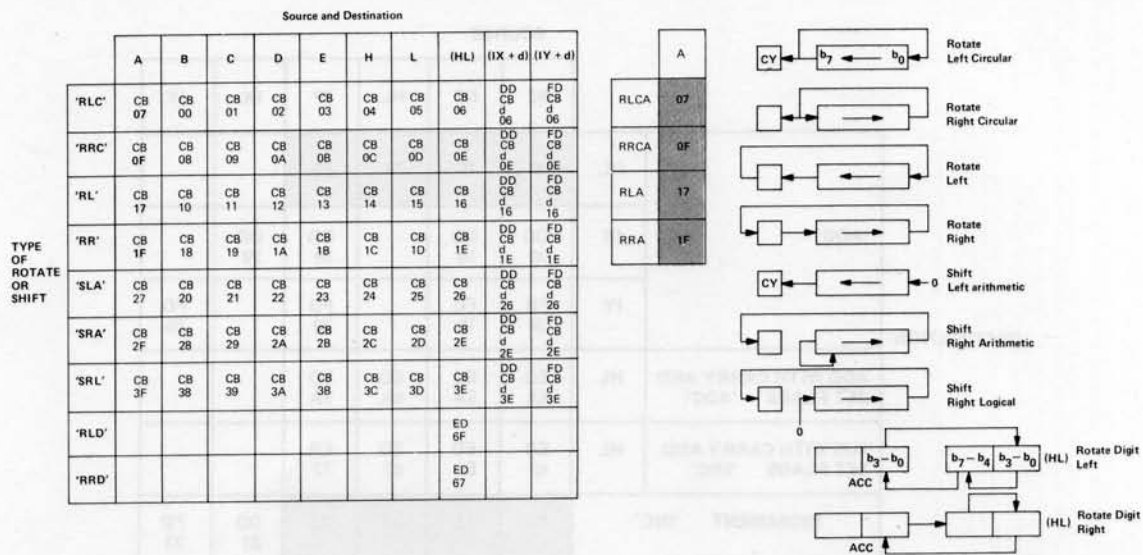 Source and Destination
A B C D E H L (HL) (IX + d) (IY + d)
'RLC' CB 07 CB 00 CB 01 CB 02 CB 03 CB 04 CB 05 CB 06 DD CB d 06 FD CB d 06
'RRC' CB 0F CB 08 CB 09 CB 0A CB 0B CB 0C CB 0D CB 0E DD CB d 0E FD CB d 0E
'RL' CB 17 CB 10 CB 11 CB 12 CB 13 CB 14 CB 15 CB 16 DD CB d 16 FD CB d 16
'RR' CB 1F CB 18 CB 19 CB 1A CB 1B CB 1C CB 1D CB 1E DD CB d 1E FD CB d 1E
'SLA' CB 27 CB 20 CB 21 CB 22 CB 23 CB 24 CB 25 CB 26 DD CB d 26 FD CB d 26
'SRA' CB 2F CB 28 CB 29 CB 2A CB 2B CB 2C CB 2D CB 2E DD CB d 2E FD CB d 2E
'SRL' CB 3F CB 38 CB 39 CB 3A CB 3B CB 3C CB 3D CB 3E DD CB d 3E FD CB d 3E
'RLD' ED 6F
'RRD' ED 67
TYPE
OF
ROTATE
OR
SHIFT
A
RLCA 07
RRCA 0F
RLA 17
RRA 1F
CY b7 b0
Rotate
Left Circular
Rotate
Right Circular
Rotate
Left
Rotate
Right
CY 0
Shift
Left arithmetic
Shift
Right Arithmetic
Shift
Right Logical
0
b3–b0 b7–b4 b3–b0 (HL)
ACC
Rotate Digit
Left
(HL)
Rotate Digit
Right
ACC